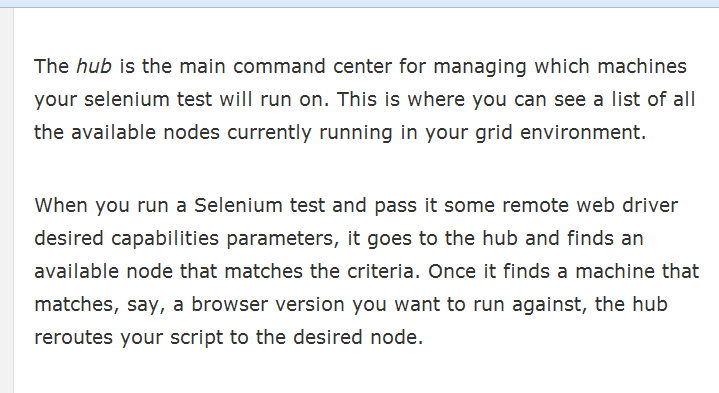 The hub is the main command center for managing which machines
your selenium test will run on. This is where you can see a list of all
the available nodes currently running in your grid environment.
When you run a Selenium test and pass it some remote web driver
desired capabilities parameters, it goes to the hub and finds an
available node that matches the criteria. Once it finds a machine that
matches, say, a browser version you want to run against, the hub
reroutes your script to the desired node.